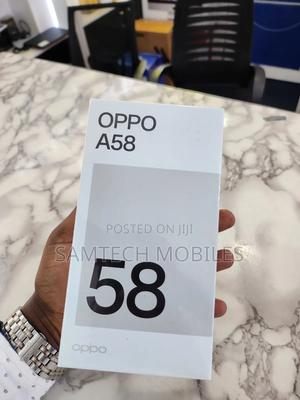 OPPO
A58
POSTED ON JIJI
SAMTECH MOBILES
58
oppo